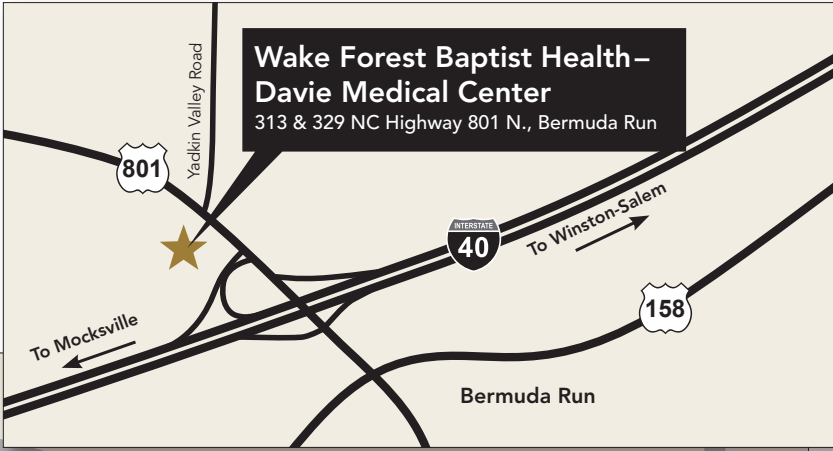 Wake Forest Baptist Health–
Davie Medical Center
313 & 329 NC Highway 801 N., Bermuda Run
Yadkin Valley Road
801
INTERSTATE
40
To Winston-Salem
158
To Mocksville
Bermuda Run